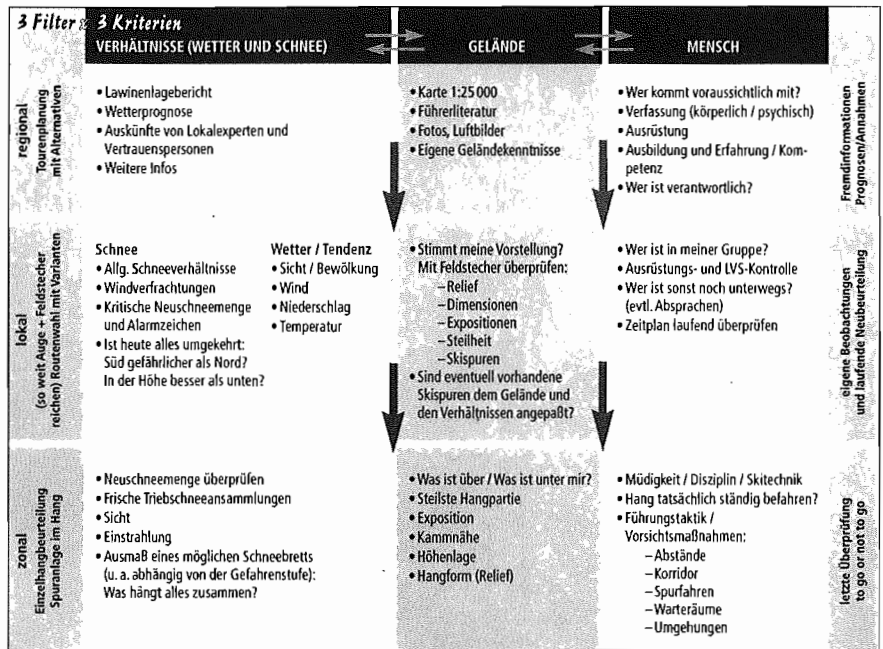 3 Filter x 3 Kriterien
VERHÄLTNISSE (WETTER UND SCHNEE)
GELÄNDE
MENSCH
regional
Tourenplanung
mit Alternativen
• Lawinenlagebericht
• Wetterprognose
• Auskünfte von Lokalexperten und
Vertrauenspersonen
• Weitere Infos
• Karte 1:25 000
• Führerliteratur
• Fotos, Luftbilder
• Eigene Geländekenntnisse
• Wer kommt voraussichtlich mit?
• Verfassung (körperlich / psychisch)
• Ausrüstung
• Ausbildung und Erfahrung / Kom-
petenz
• Wer ist verantwortlich?
Fremdinformationen
Prognosen/Annahmen
lokal
(so weit Auge + Feldstecher
reichen) Routenwahl mit Varianten
Schnee
• Allg. Schneeverhältnisse
• Windverfrachtungen
• Kritische Neuschneemenge
und Alarmzeichen
• Ist heute alles umgekehrt:
Süd gefährlicher als Nord?
In der Höhe besser als unten?
Wetter / Tendenz
• Sicht / Bewölkung
• Wind
• Niederschlag
• Temperatur
• Stimmt meine Vorstellung?
Mit Feldstecher überprüfen:
– Relief
– Dimensionen
– Expositionen
– Steilheit
– Skispuren
• Sind eventuell vorhandene
Skispuren dem Gelände und
den Verhältnissen angepaßt?
• Wer ist in meiner Gruppe?
• Ausrüstungs- und LVS-Kontrolle
• Wer ist sonst noch unterwegs?
(evtl. Absprachen)
• Zeitplan laufend überprüfen
eigene Beobachtungen
und laufende Neubeurteilung
zonal
Einzelhangbeurteilung
Spuranlage im Hang
• Neuschneemenge überprüfen
• Frische Triebschneeansammlungen
• Sicht
• Einstrahlung
• Ausmaß eines möglichen Schneebretts
(u. a. abhängig von der Gefahrenstufe):
Was hängt alles zusammen?
• Was ist über / Was ist unter mir?
• Steilste Hangpartie
• Exposition
• Kammnähe
• Höhenlage
• Hangform (Relief)
• Müdigkeit / Disziplin / Skitechnik
• Hang tatsächlich ständig befahren?
• Führungstaktik /
Vorsichtsmaßnahmen:
– Abstände
– Korridor
– Spurfahren
– Warteräume
– Umgehungen
letzte Überprüfung
to go or not to go